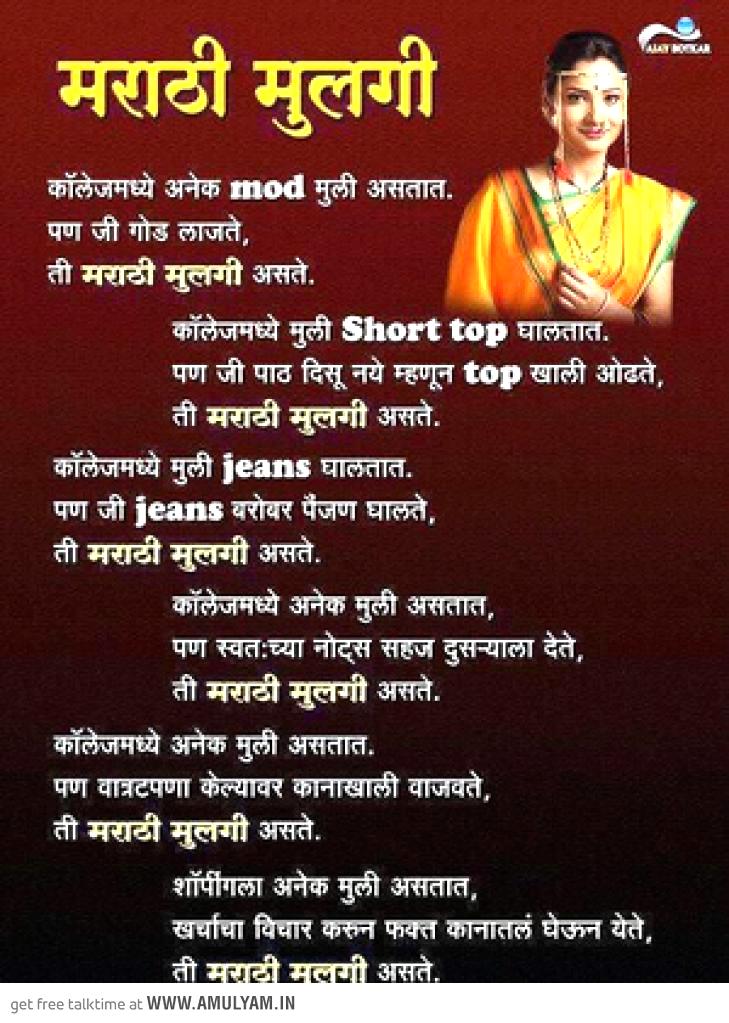 AJAY BOTKAR
मराठी मुलगी
कॉलेजमध्ये अनेक mod मुली असतात.
पण जी गोड लाजते,
ती मराठी मुलगी असते.
कॉलेजमध्ये मुली Short top घालतात.
पण जी पाठ दिसू नये म्हणून top खाली ओढते,
ती मराठी मुलगी असते.
कॉलेजमध्ये मुली jeans घालतात.
पण जी jeans बरोबर पैंजण घालते,
ती मराठी मुलगी असते.
कॉलेजमध्ये अनेक मुली असतात,
पण स्वतःच्या नोट्स सहज दुसऱ्याला देते,
ती मराठी मुलगी असते.
कॉलेजमध्ये अनेक मुली असतात.
पण वात्रटपणा केल्यावर कानाखाली वाजवते,
ती मराठी मुलगी असते.
शॉपींगला अनेक मुली असतात,
खर्चाचा विचार करुन फक्त कानातलं घेऊन येते,
ती मराठी मुलगी असते.
get free talktime at WWW.AMULYAM.IN